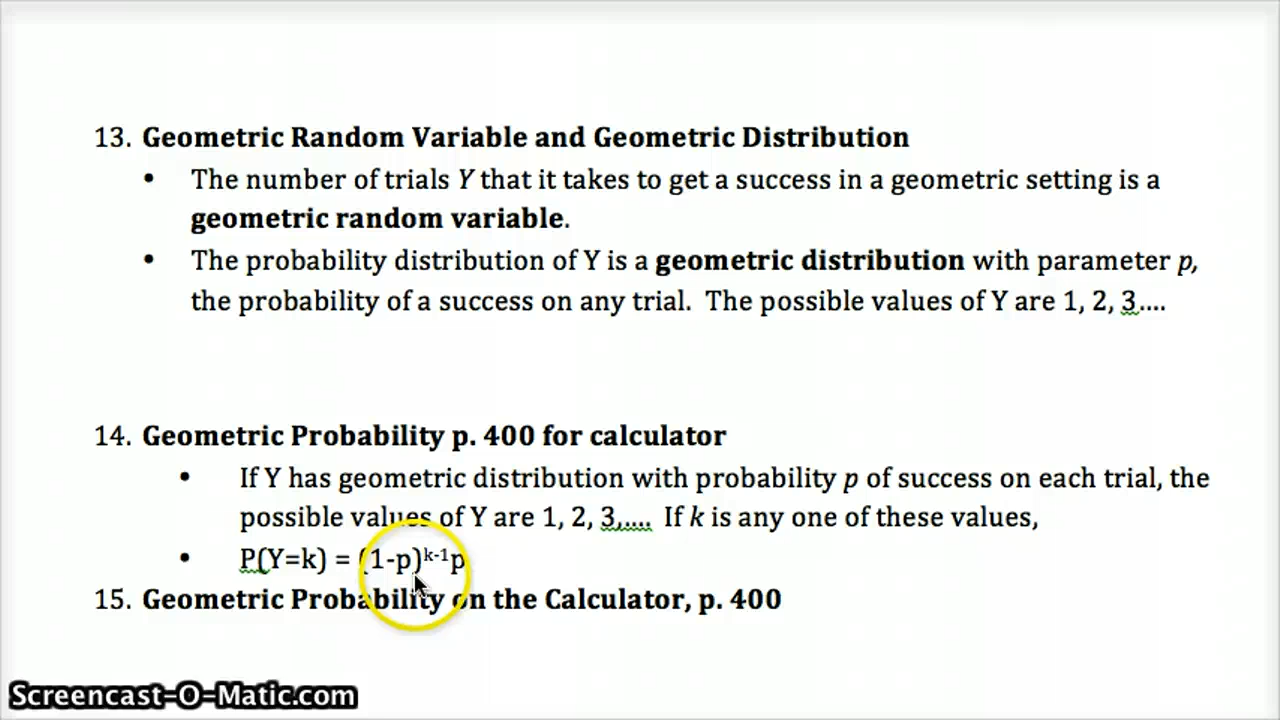 13. Geometric Random Variable and Geometric Distribution
• The number of trials Y that it takes to get a success in a geometric setting is a
geometric random variable.
• The probability distribution of Y is a geometric distribution with parameter p,
the probability of a success on any trial. The possible values of Y are 1, 2, 3....
14. Geometric Probability p. 400 for calculator
• If Y has geometric distribution with probability p of success on each trial, the
possible values of Y are 1, 2, 3,.... If k is any one of these values,
• P(Y=k) = (1-p)^{k-1}p
15. Geometric Probability on the Calculator, p. 400
Screencast-O-Matic.com